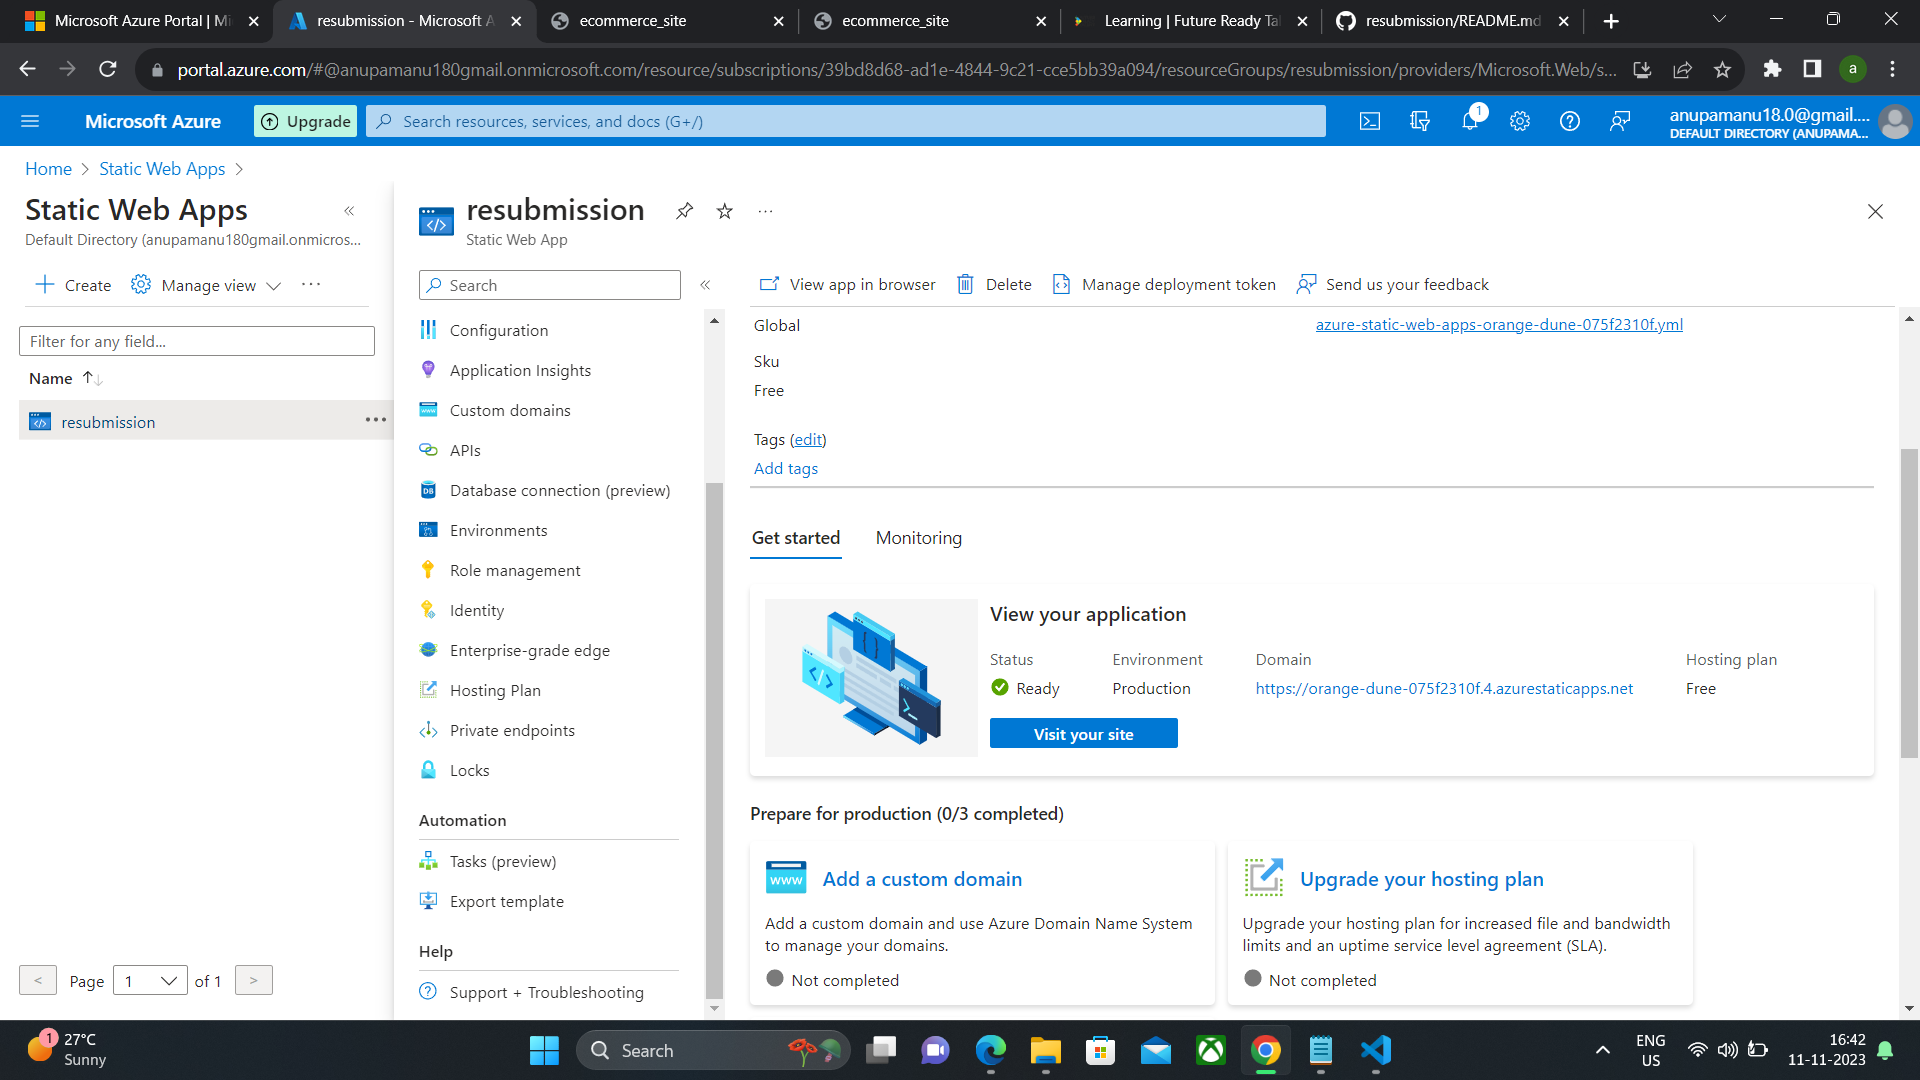 Microsoft Azure Portal | Mi
resubmission - Microsoft A
ecommerce_site
ecommerce_site
Learning | Future Ready Tal
resubmission/README.md
portal.azure.com/#@anupamanu180gmail.onmicrosoft.com/resource/subscriptions/39bd8d68-ad1e-4844-9c21-cce5bb39a094/resourceGroups/resubmission/providers/Microsoft.Web/s...
a
Microsoft Azure
Upgrade
Search resources, services, and docs (G+/)
1
anupamanu18.0@gmail....
DEFAULT DIRECTORY (ANUPAMA...
Home > Static Web Apps >
Static Web Apps
Default Directory (anupamanu180gmail.onmicros...
Create
Manage view
Filter for any field...
Name
resubmission
Page 1 of 1
resubmission
Static Web App
Search
Configuration
Application Insights
Custom domains
APIs
Database connection (preview)
Environments
Role management
Identity
Enterprise-grade edge
Hosting Plan
Private endpoints
Locks
Automation
Tasks (preview)
Export template
Help
Support + Troubleshooting
View app in browser
Delete
Manage deployment token
Send us your feedback
Global
azure-static-web-apps-orange-dune-075f2310f.yml
Sku
Free
Tags (edit)
Add tags
Get started
Monitoring
View your application
Status
Environment
Domain
Hosting plan
Ready
Production
https://orange-dune-075f2310f.4.azurestaticapps.net
Free
Visit your site
Prepare for production (0/3 completed)
www
Add a custom domain
Add a custom domain and use Azure Domain Name System
to manage your domains.
Not completed
Upgrade your hosting plan
Upgrade your hosting plan for increased file and bandwidth
limits and an uptime service level agreement (SLA).
Not completed
1
27°C
Sunny
Search
ENG
US
16:42
11-11-2023